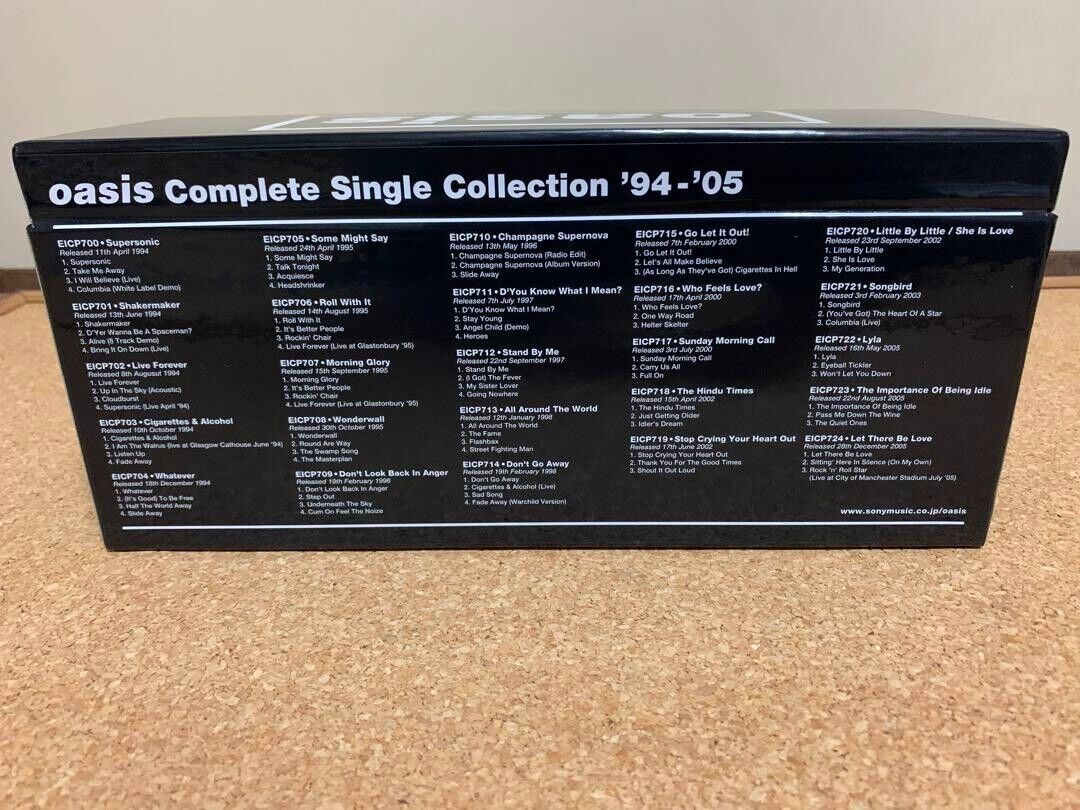 oasis
oasis Complete Single Collection '94-'05
EICP700•Supersonic
Released 11th April 1994
1. Supersonic
2. Take Me Away
3. I Will Believe (Live)
4. Columbia (White Label Demo)
EICP701•Shakermaker
Released 13th June 1994
1. Shakermaker
2. D'Yer Wanna Be A Spaceman?
3. Alive (8 Track Demo)
4. Bring It On Down (Live)
EICP702•Live Forever
Released 8th Augusut 1994
1. Live Forever
2. Up In The Sky (Acoustic)
3. Cloudburst
4. Supersonic (Live April '94)
EICP703•Cigarettes & Alcohol
Released 10th October 1994
1. Cigarettes & Alcohol
2. I Am The Walrus (live at Glasgow Cathouse June '94)
3. Listen Up
4. Fade Away
EICP704•Whatever
Released 18th December 1994
1. Whatever
2. (It's Good) To Be Free
3. Half The World Away
4. Slide Away
EICP705•Some Might Say
Released 24th April 1995
1. Some Might Say
2. Talk Tonight
3. Acquiesce
4. Headshrinker
EICP706•Roll With It
Released 14th August 1995
1. Roll With It
2. It's Better People
3. Rockin' Chair
4. Live Forever (Live at Glastonbury '95)
EICP707•Morning Glory
Released 15th September 1995
1. Morning Glory
2. It's Better People
3. Rockin' Chair
4. Live Forever (Live at Glastonbury '95)
EICP708•Wonderwall
Released 30th October 1995
1. Wonderwall
2. Round Are Way
3. The Swamp Song
4. The Masterplan
EICP709•Don't Look Back In Anger
Released 19th February 1996
1. Don't Look Back In Anger
2. Step Out
3. Underneath The Sky
4. Cum On Feel The Noize
EICP710•Champagne Supernova
Released 13th May 1996
1. Champagne Supernova (Radio Edit)
2. Champagne Supernova (Album Version)
3. Slide Away
EICP711•D'You Know What I Mean?
Released 7th July 1997
1. D'You Know What I Mean?
2. Stay Young
3. Angel Child (Demo)
4. Heroes
EICP712•Stand By Me
Released 22nd September 1997
1. Stand By Me
2. (I Got) The Fever
3. My Sister Lover
4. Going Nowhere
EICP713•All Around The World
Released 12th January 1998
1. All Around The World
2. The Fame
3. Flashbax
4. Street Fighting Man
EICP714•Don't Go Away
Released 19th February 1998
1. Don't Go Away
2. Cigarettes & Alcohol (Live)
3. Sad Song
4. Fade Away (Warchild Version)
EICP715•Go Let It Out!
Released 7th February 2000
1. Go Let It Out!
2. Let's All Make Believe
3. (As Long As They've Got) Cigarettes In Hell
EICP716•Who Feels Love?
Released 17th April 2000
1. Who Feels Love?
2. One Way Road
3. Helter Skelter
EICP717•Sunday Morning Call
Released 3rd July 2000
1. Sunday Morning Call
2. Carry Us All
3. Full On
EICP718•The Hindu Times
Released 15th April 2002
1. The Hindu Times
2. Just Getting Older
3. Idler's Dream
EICP719•Stop Crying Your Heart Out
Released 17th June 2002
1. Stop Crying Your Heart Out
2. Thank You For The Good Times
3. Shout It Out Loud
EICP720•Little By Little / She Is Love
Released 23rd September 2002
1. Little By Little
2. She Is Love
3. My Generation
EICP721•Songbird
Released 3rd February 2003
1. Songbird
2. (You've Got) The Heart Of A Star
3. Columbia (Live)
EICP722•Lyla
Released 16th May 2005
1. Lyla
2. Eyeball Tickler
3. Won't Let You Down
EICP723•The Importance Of Being Idle
Released 22nd August 2005
1. The Importance Of Being Idle
2. Pass Me Down The Wine
3. The Quiet Ones
EICP724•Let There Be Love
Released 28th December 2005
1. Let There Be Love
2. Sitting' Here In Silence (On My Own)
3. Rock 'n' Roll Star
(Live at City of Manchester Stadium July '05)
www.sonymusic.co.jp/oasis